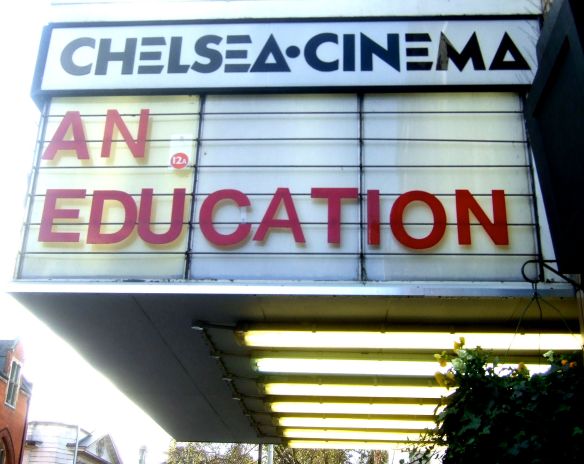 CHELSEA·CINEMA
AN
12A
EDUCATION